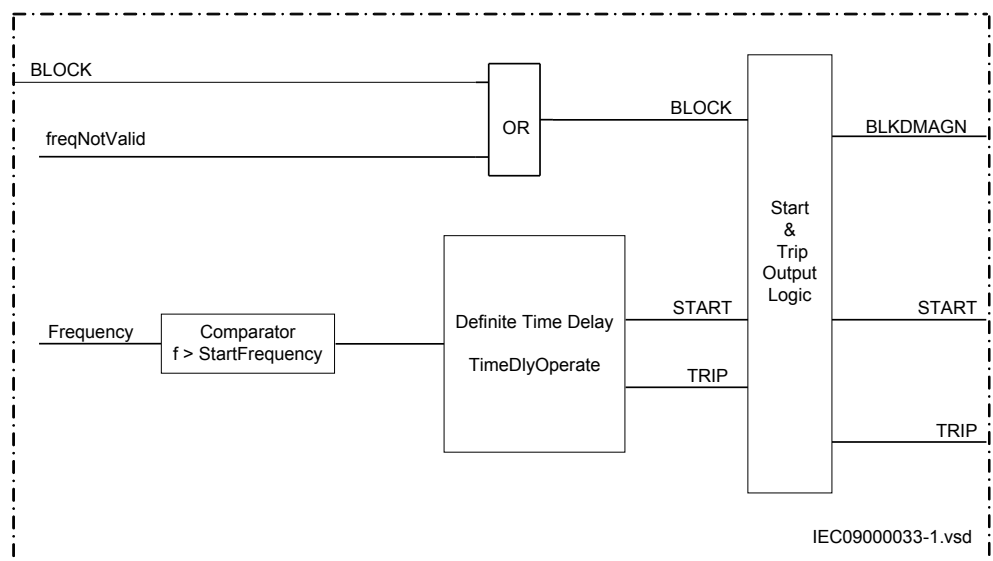 BLOCK
freqNotValid
OR
BLOCK
BLKDMAGN
Start
&
Trip
Output
Logic
Frequency
Comparator
f > StartFrequency
Definite Time Delay
TimeDlyOperate
START
TRIP
START
TRIP
IEC09000033-1.vsd